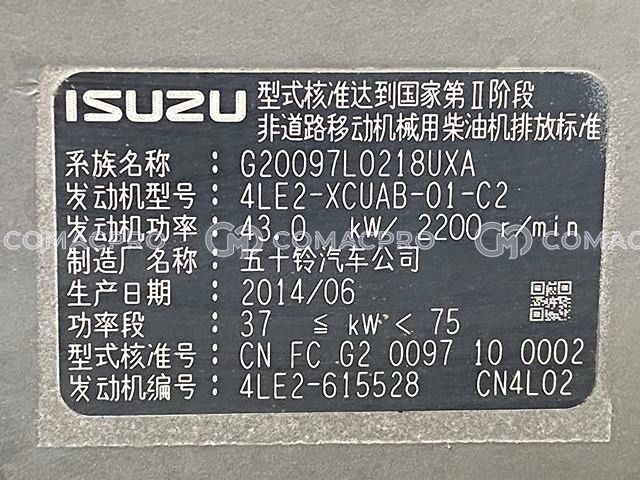 ISUZU 型式核准达到国家第Ⅱ阶段
非道路移动机械用柴油机排放标准
系族名称 : G20097L0218UXA
发动机型号 : 4LE2-XCUAB-01-C2
发动机功率 : 43.0 kW/ 2200 r/min
COMACPRO CM COMACPRO CM COMACPRO
制造厂名称 : 五十铃汽车公司
生产日期 : 2014/06
功率段 : 37 ≦ kW < 75
型式核准号 : CN FC G2 0097 10 0002
发动机编号 : 4LE2-615528 CN4L02